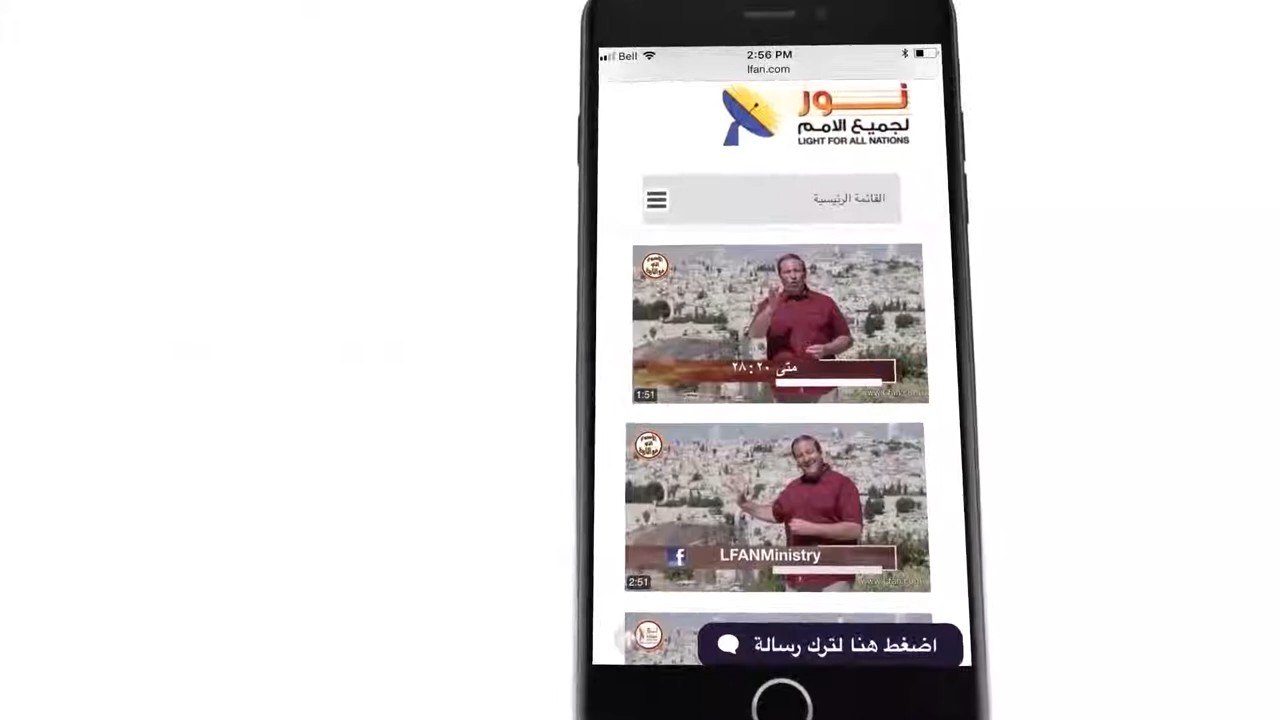 Bell
2:56 PM
lfan.com
نور
لجميع الامم
LIGHT FOR ALL NATIONS
القائمة الرئيسية
متى ٢٨:٢٠
1:51
LFANMinistry
2:51
اضغط هنا لترك رسالة